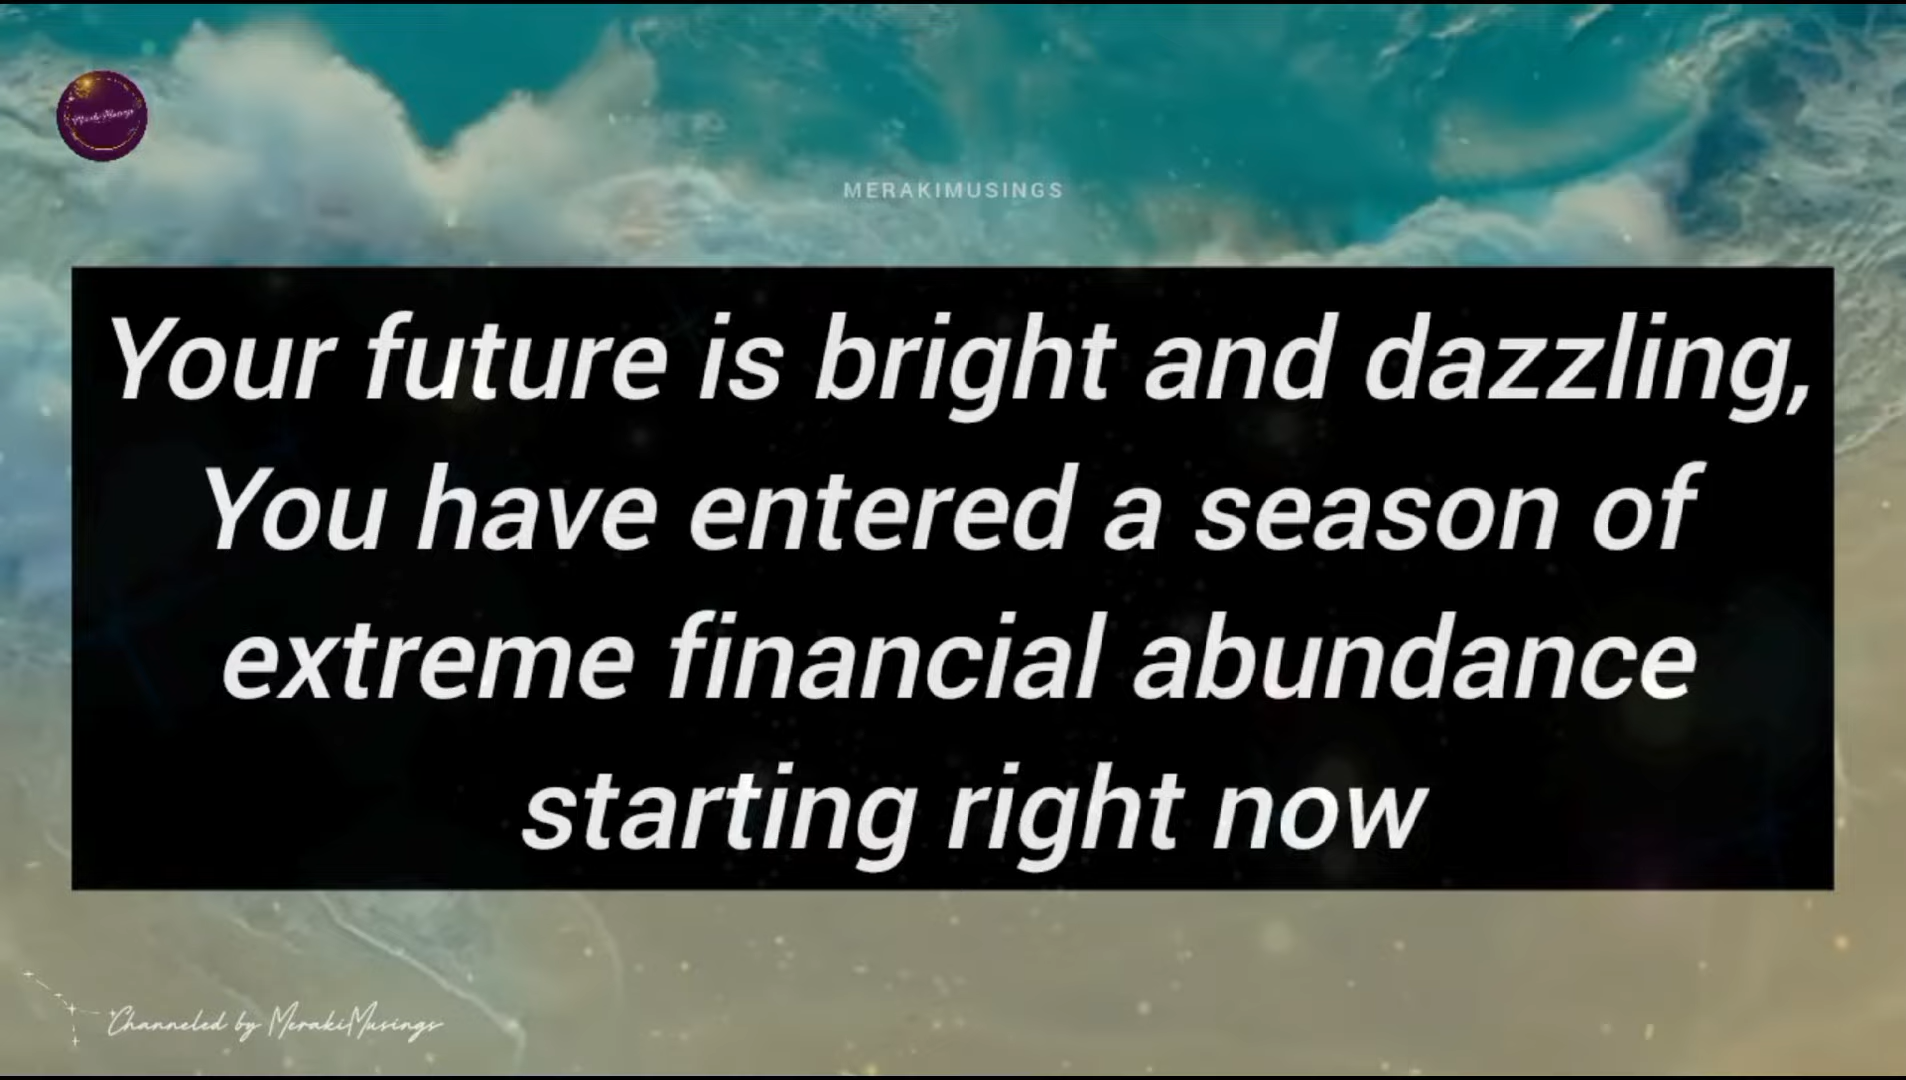 MerakiMusings
MERAKIMUSINGS
Your future is bright and dazzling,
You have entered a season of
extreme financial abundance
starting right now
Channeled by MerakiMusings